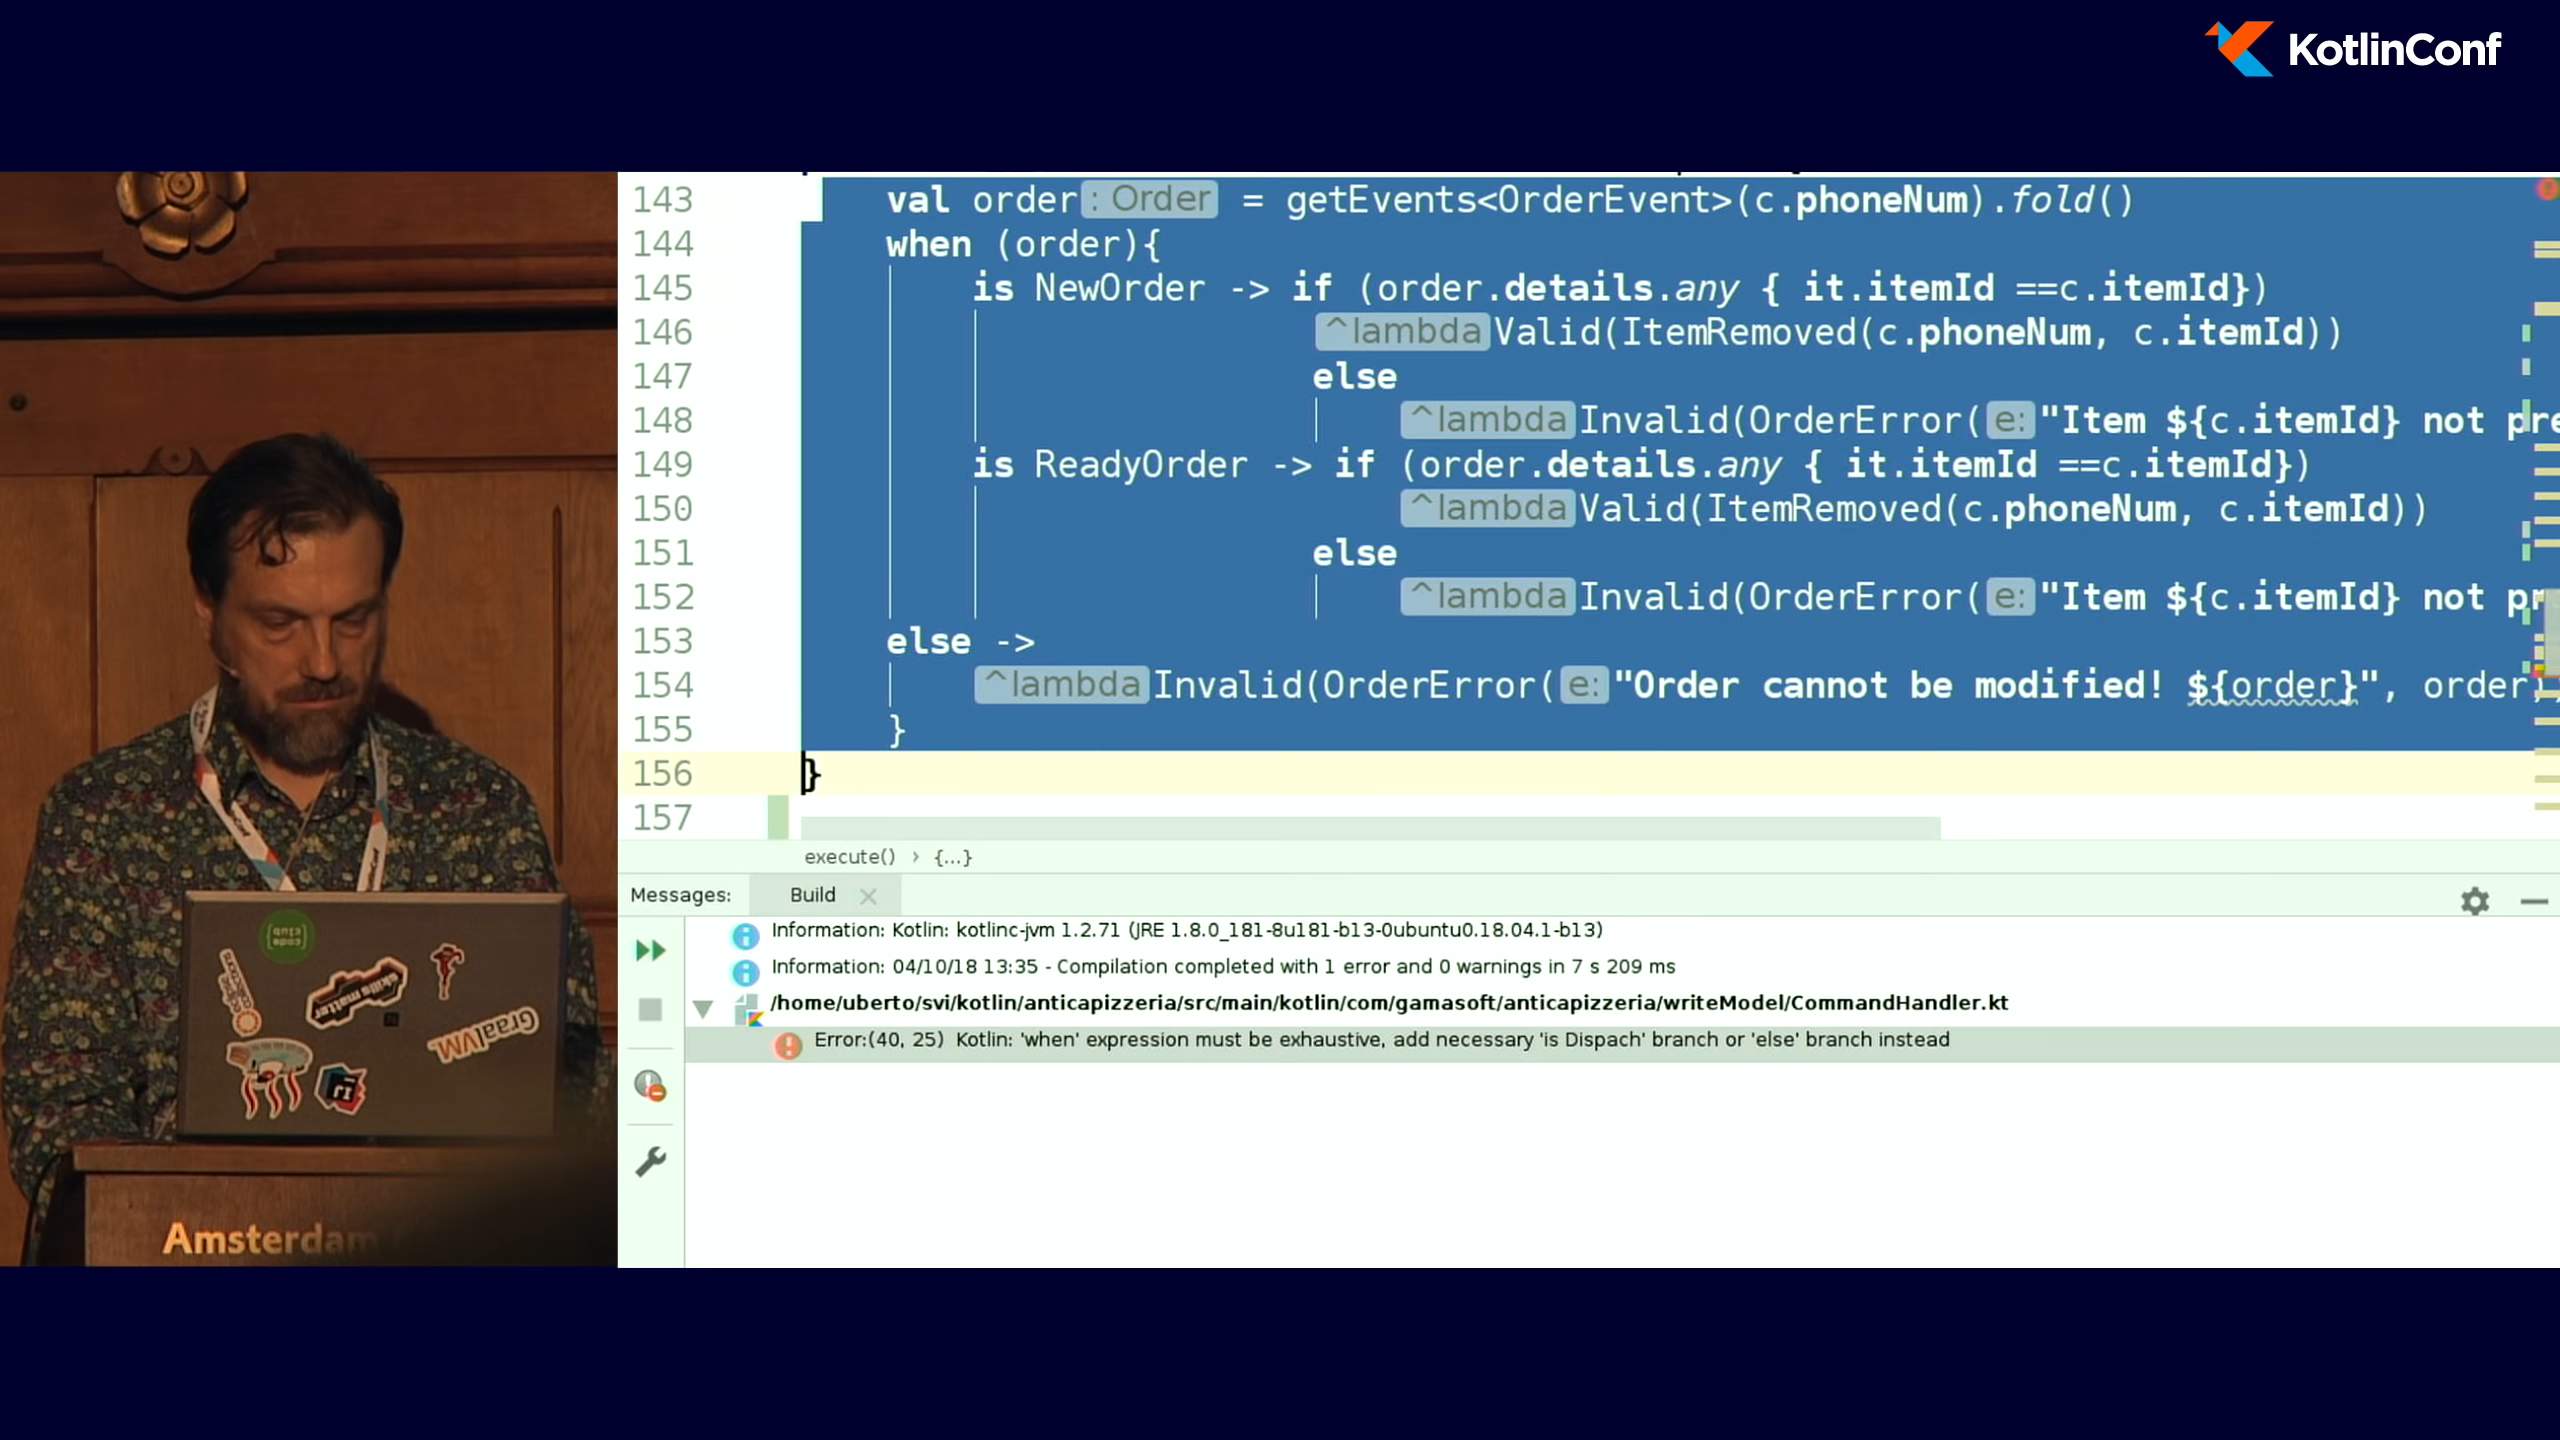 KotlinConf
143 val order : Order = getEvents<OrderEvent>(c.phoneNum).fold()
144 when (order){
145 is NewOrder -> if (order.details.any { it.itemId ==c.itemId})
146 ^lambda Valid(ItemRemoved(c.phoneNum, c.itemId))
147 else
148 ^lambda Invalid(OrderError( e: "Item ${c.itemId} not pre
149 is ReadyOrder -> if (order.details.any { it.itemId ==c.itemId})
150 ^lambda Valid(ItemRemoved(c.phoneNum, c.itemId))
151 else
152 ^lambda Invalid(OrderError( e: "Item ${c.itemId} not pr
153 else ->
154 ^lambda Invalid(OrderError( e: "Order cannot be modified! ${order}", order)
155 }
156 }
157
execute() › {...}
Messages: Build
Information: Kotlin: kotlinc-jvm 1.2.71 (JRE 1.8.0_181-8u181-b13-0ubuntu0.18.04.1-b13)
Information: 04/10/18 13:35 - Compilation completed with 1 error and 0 warnings in 7 s 209 ms
/home/uberto/svi/kotlin/anticapizzeria/src/main/kotlin/com/gamasoft/anticapizzeria/writeModel/CommandHandler.kt
Error:(40, 25) Kotlin: 'when' expression must be exhaustive, add necessary 'is Dispach' branch or 'else' branch instead
code
club
skills matter
GraalVM
IJ
Amsterdam